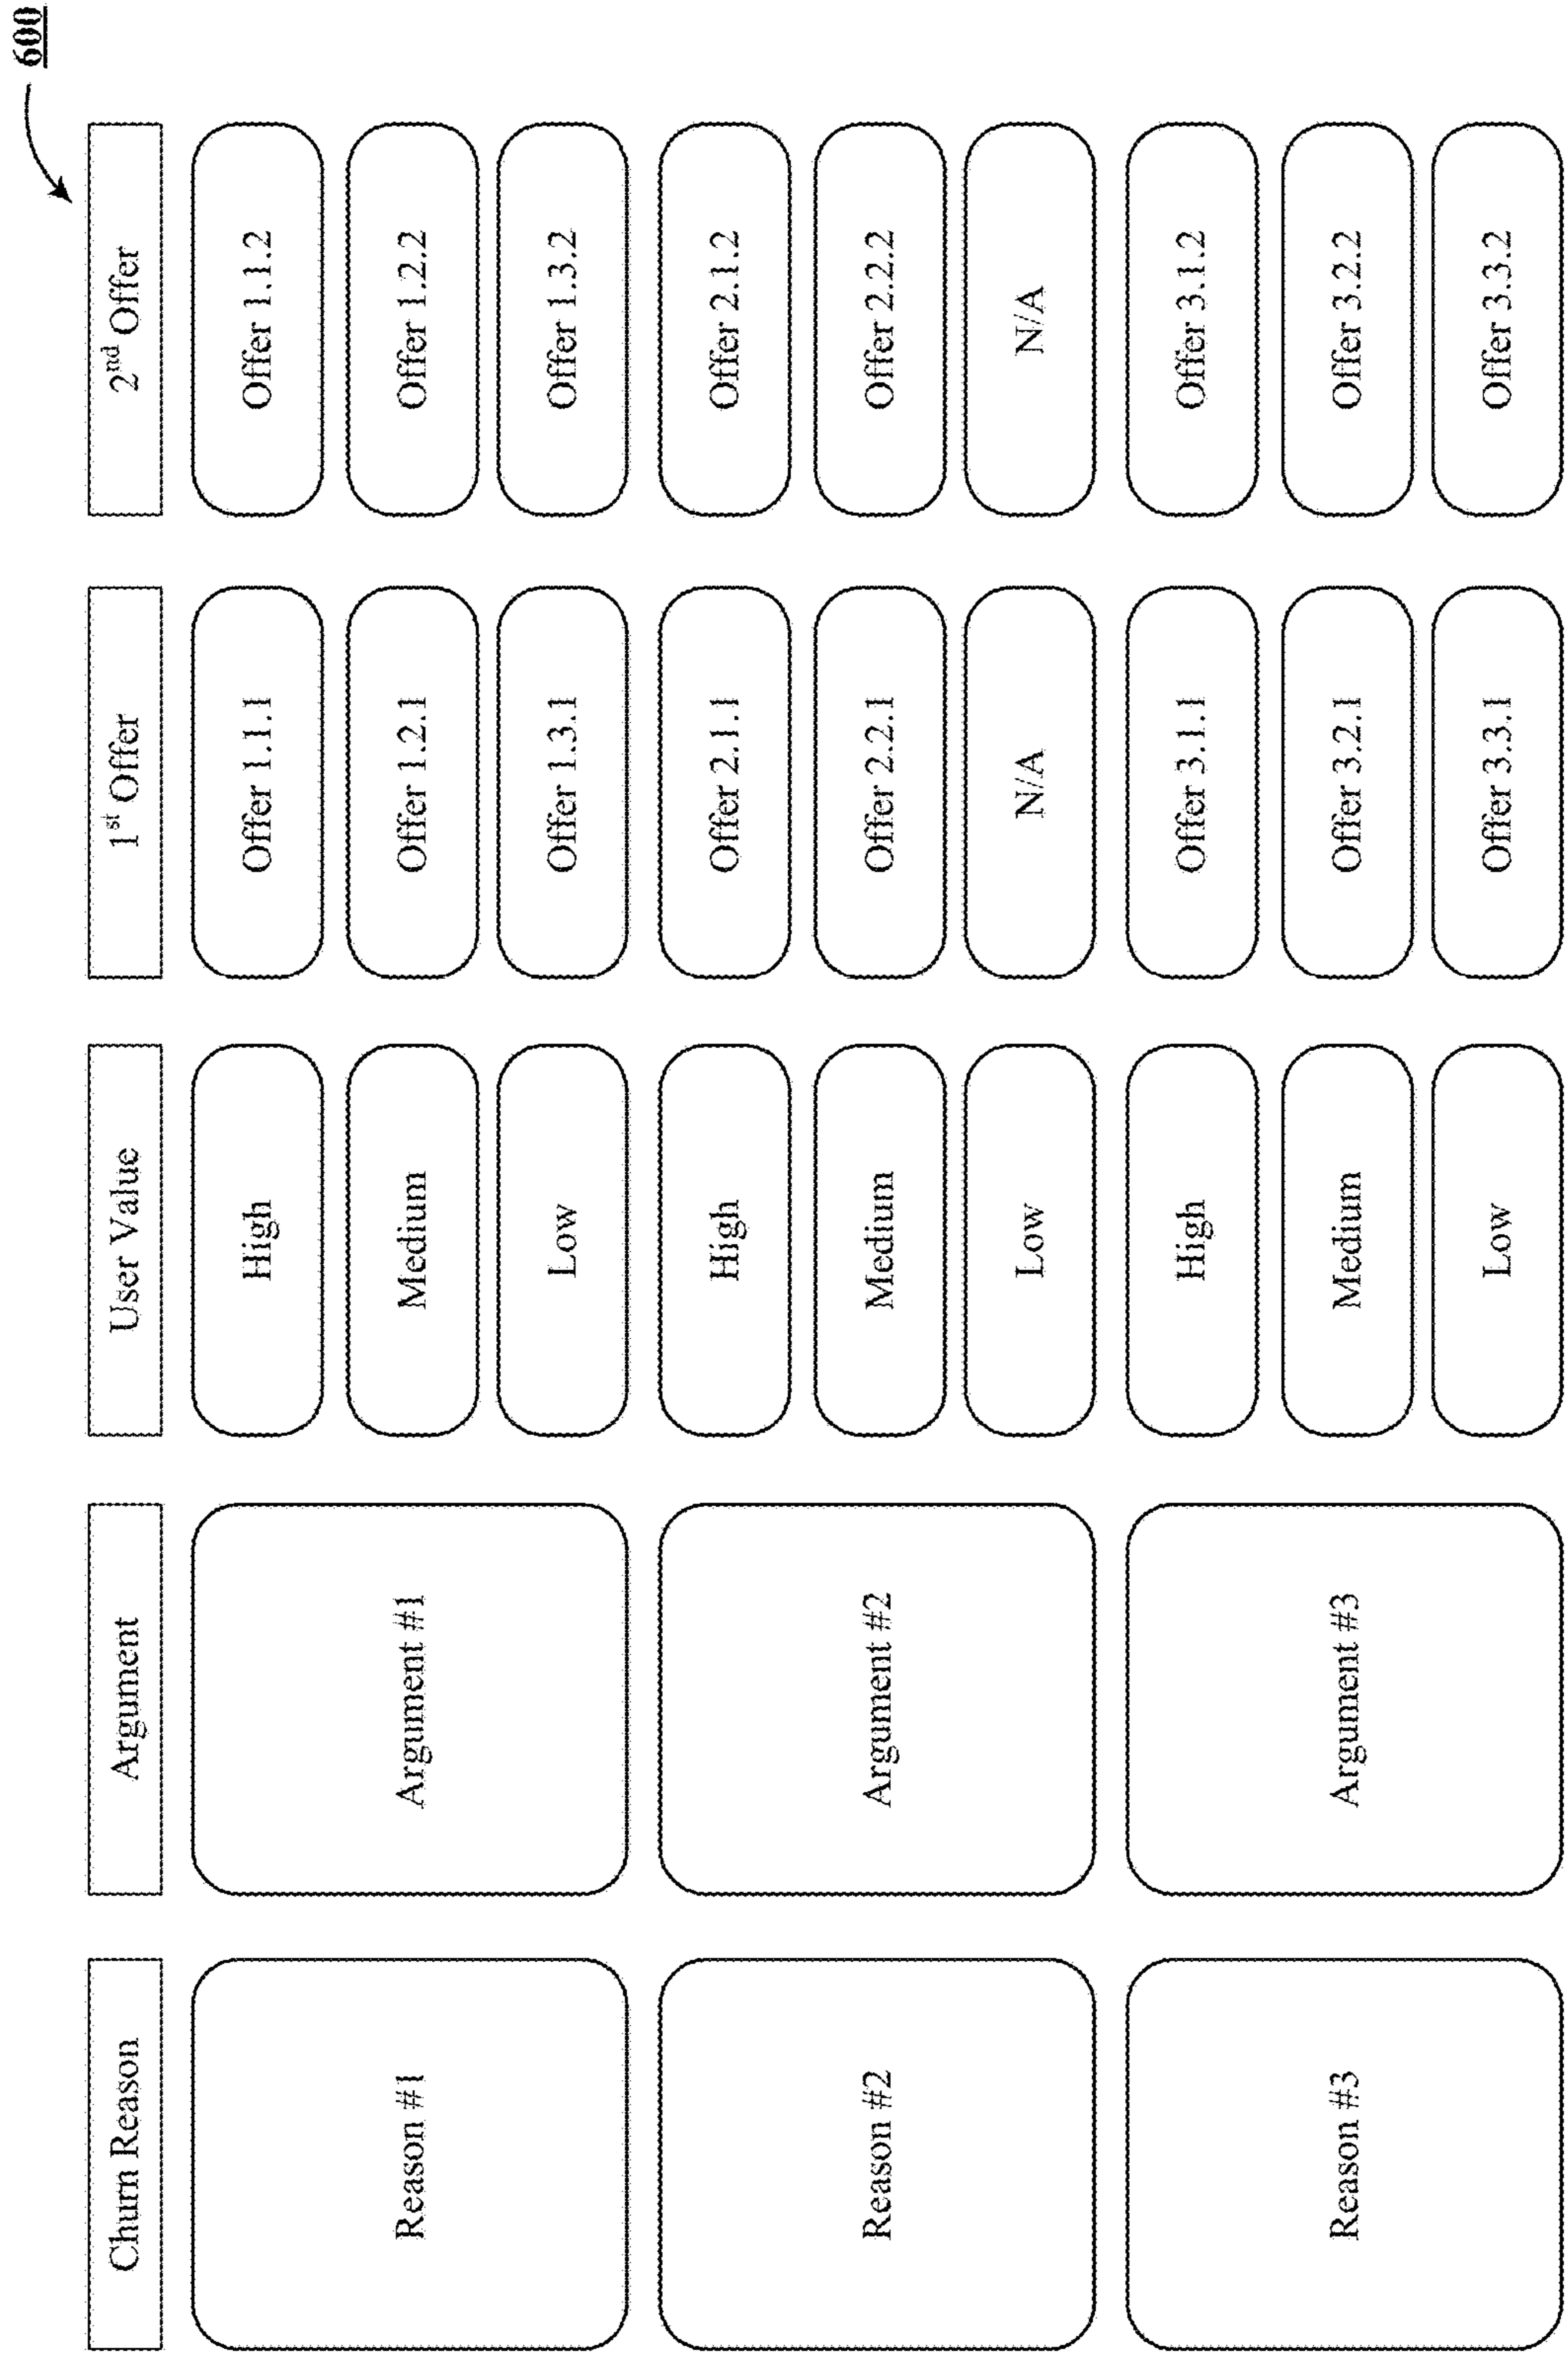 600
Churn Reason
Argument
User Value
1st Offer
2nd Offer
Reason #1
Argument #1
High
Offer 1.1.1
Offer 1.1.2
Medium
Offer 1.2.1
Offer 1.2.2
Low
Offer 1.3.1
Offer 1.3.2
Reason #2
Argument #2
High
Offer 2.1.1
Offer 2.1.2
Medium
Offer 2.2.1
Offer 2.2.2
Low
N/A
N/A
Reason #3
Argument #3
High
Offer 3.1.1
Offer 3.1.2
Medium
Offer 3.2.1
Offer 3.2.2
Low
Offer 3.3.1
Offer 3.3.2